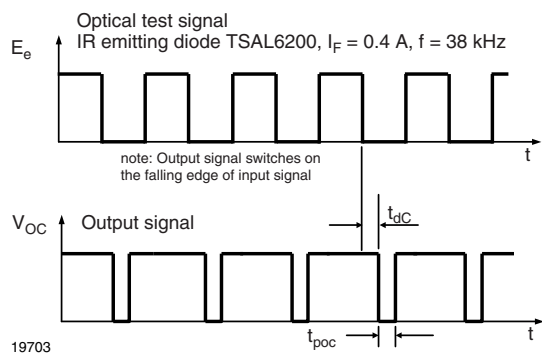 Optical test signal
IR emitting diode TSAL6200, IF = 0.4 A, f = 38 kHz
Ee
t
note: Output signal switches on
the falling edge of input signal
tdC
VOC
Output signal
tpoc
t
19703